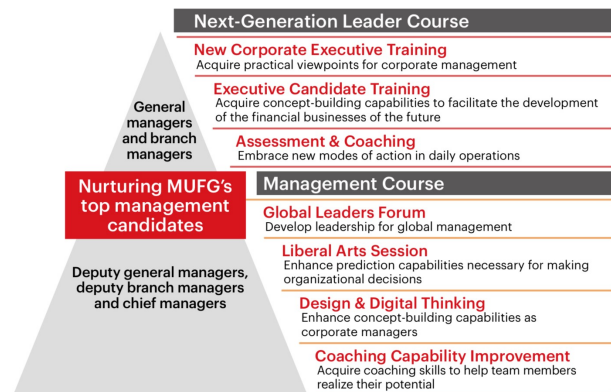 Next-Generation Leader Course
New Corporate Executive Training
Acquire practical viewpoints for corporate management
Executive Candidate Training
Acquire concept-building capabilities to facilitate the development
of the financial businesses of the future
Assessment & Coaching
Embrace new modes of action in daily operations
General
managers
and branch
managers
Nurturing MUFG's
top management
candidates
Management Course
Global Leaders Forum
Develop leadership for global management
Liberal Arts Session
Enhance prediction capabilities necessary for making
organizational decisions
Design & Digital Thinking
Enhance concept-building capabilities as
corporate managers
Coaching Capability Improvement
Acquire coaching skills to help team members
realize their potential
Deputy general managers,
deputy branch managers
and chief managers